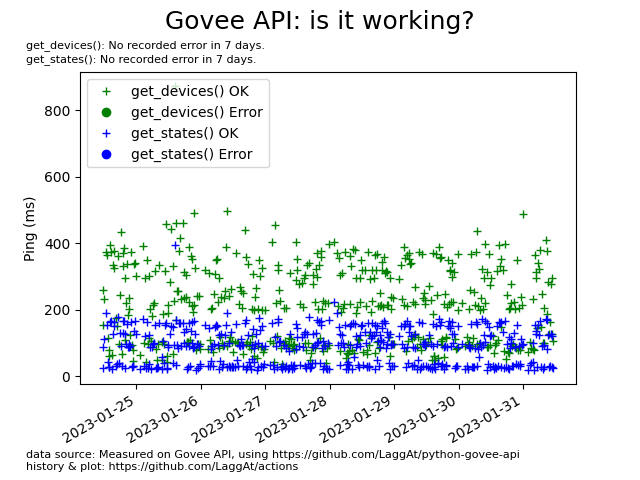 Govee API: is it working?
get_devices(): No recorded error in 7 days.
get_states(): No recorded error in 7 days.
get_devices() OK
get_devices() Error
get_states() OK
get_states() Error
Ping (ms)
800
600
400
200
0
2023-01-25
2023-01-26
2023-01-27
2023-01-28
2023-01-29
2023-01-30
2023-01-31
data source: Measured on Govee API, using https://github.com/LaggAt/python-govee-api
history & plot: https://github.com/LaggAt/actions